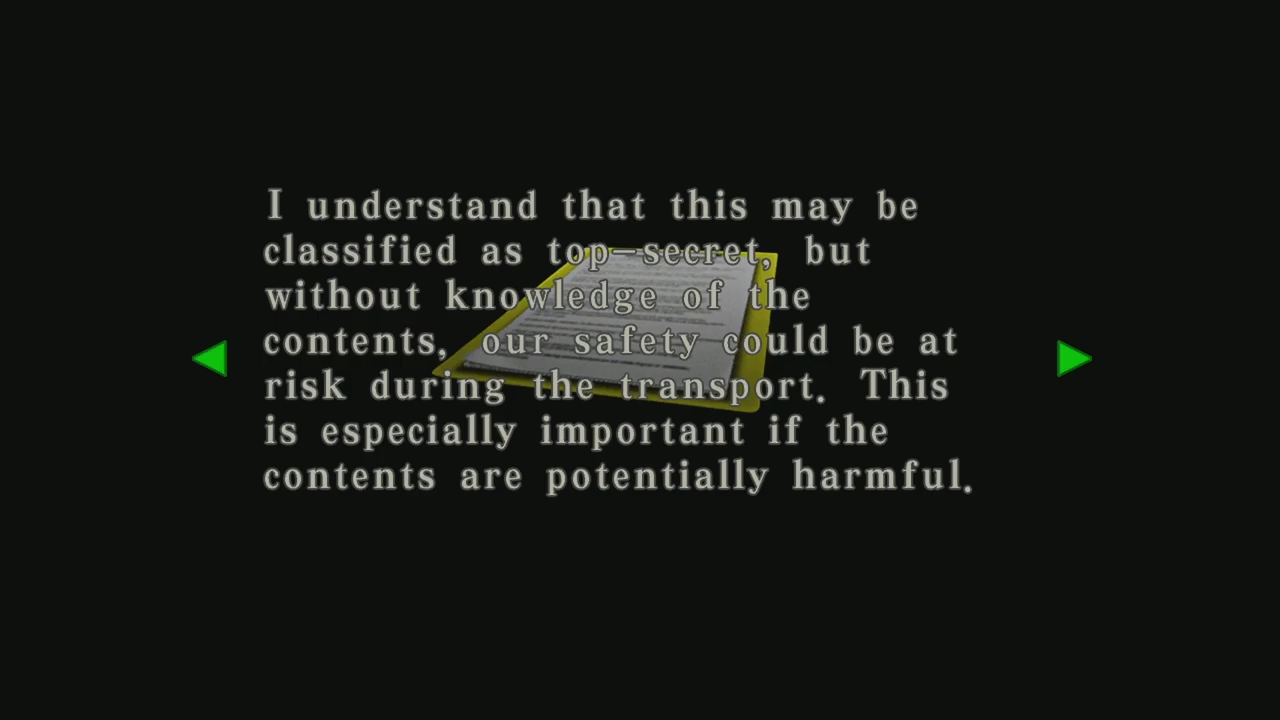 I understand that this may be
classified as top-secret, but
without knowledge of the
contents, our safety could be at
risk during the transport. This
is especially important if the
contents are potentially harmful.